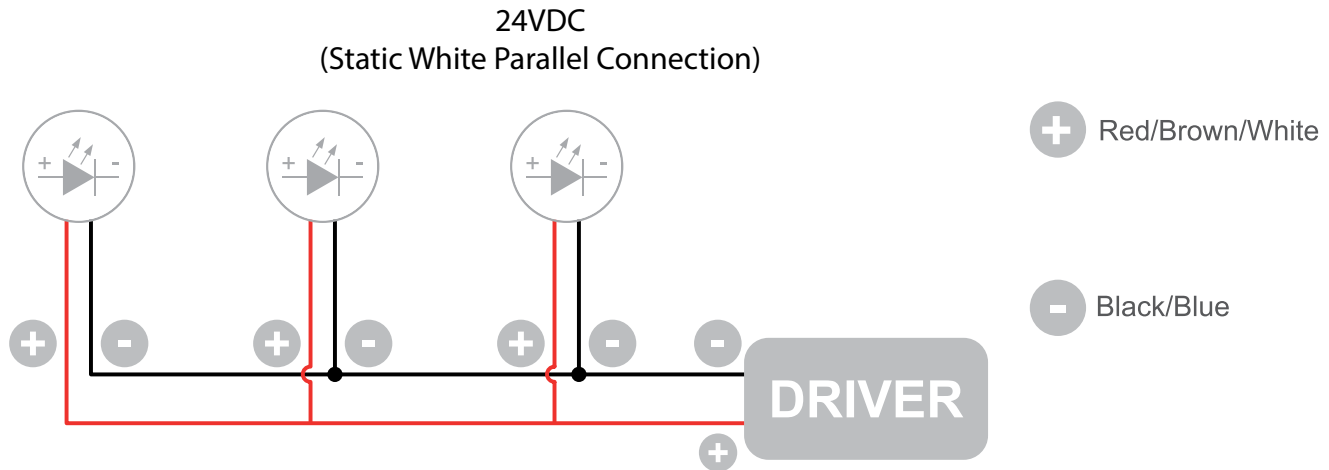 24VDC
(Static White Parallel Connection)
+ -
+ -
+ -
+ Red/Brown/White
- Black/Blue
+ -
+ -
+ -
-
DRIVER
+